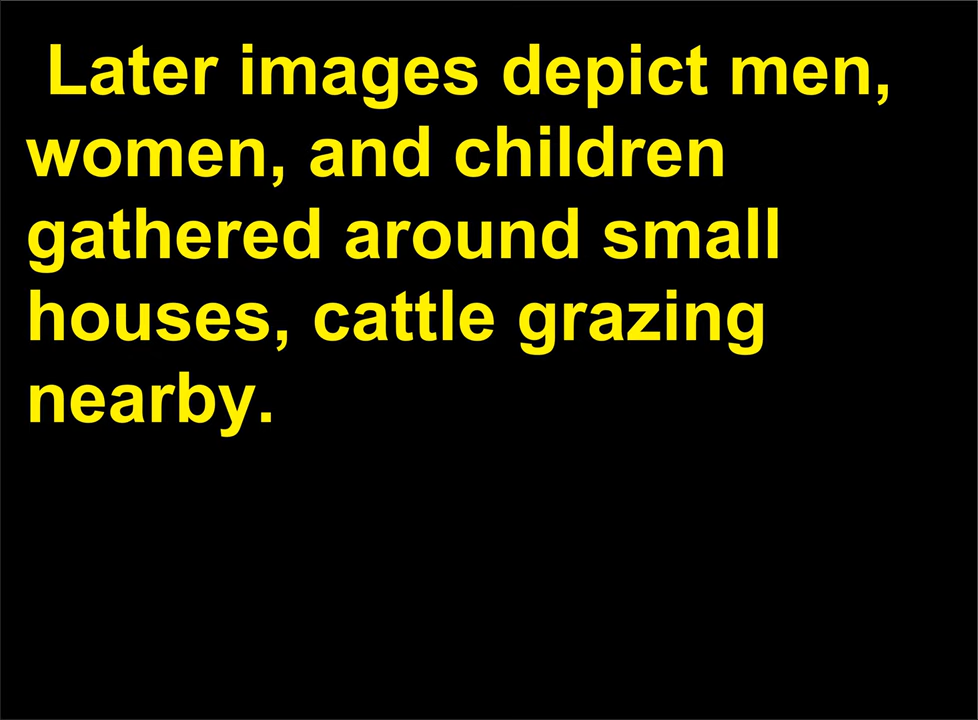 Later images depict men,
women, and children
gathered around small
houses, cattle grazing
nearby.